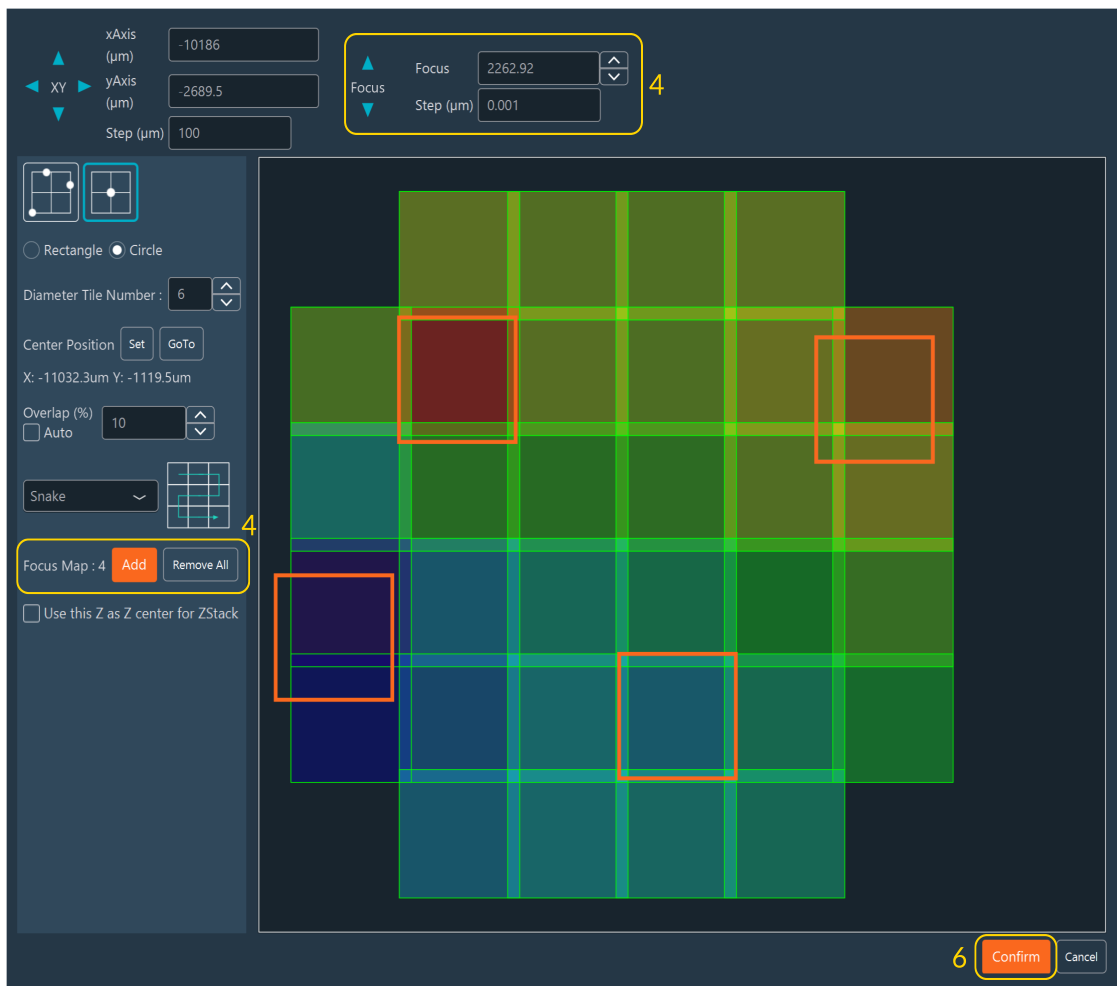 xAxis
(µm)
-10186
XY
yAxis
(µm)
-2689.5
Step (µm)
100
Focus
Focus
2262.92
Step (µm)
0.001
4
Rectangle
Circle
Diameter Tile Number :
6
Center Position
Set
GoTo
X: -11032.3um Y: -1119.5um
Overlap (%)
Auto
10
Snake
4
Focus Map : 4
Add
Remove All
Use this Z as Z center for ZStack
6
Confirm
Cancel